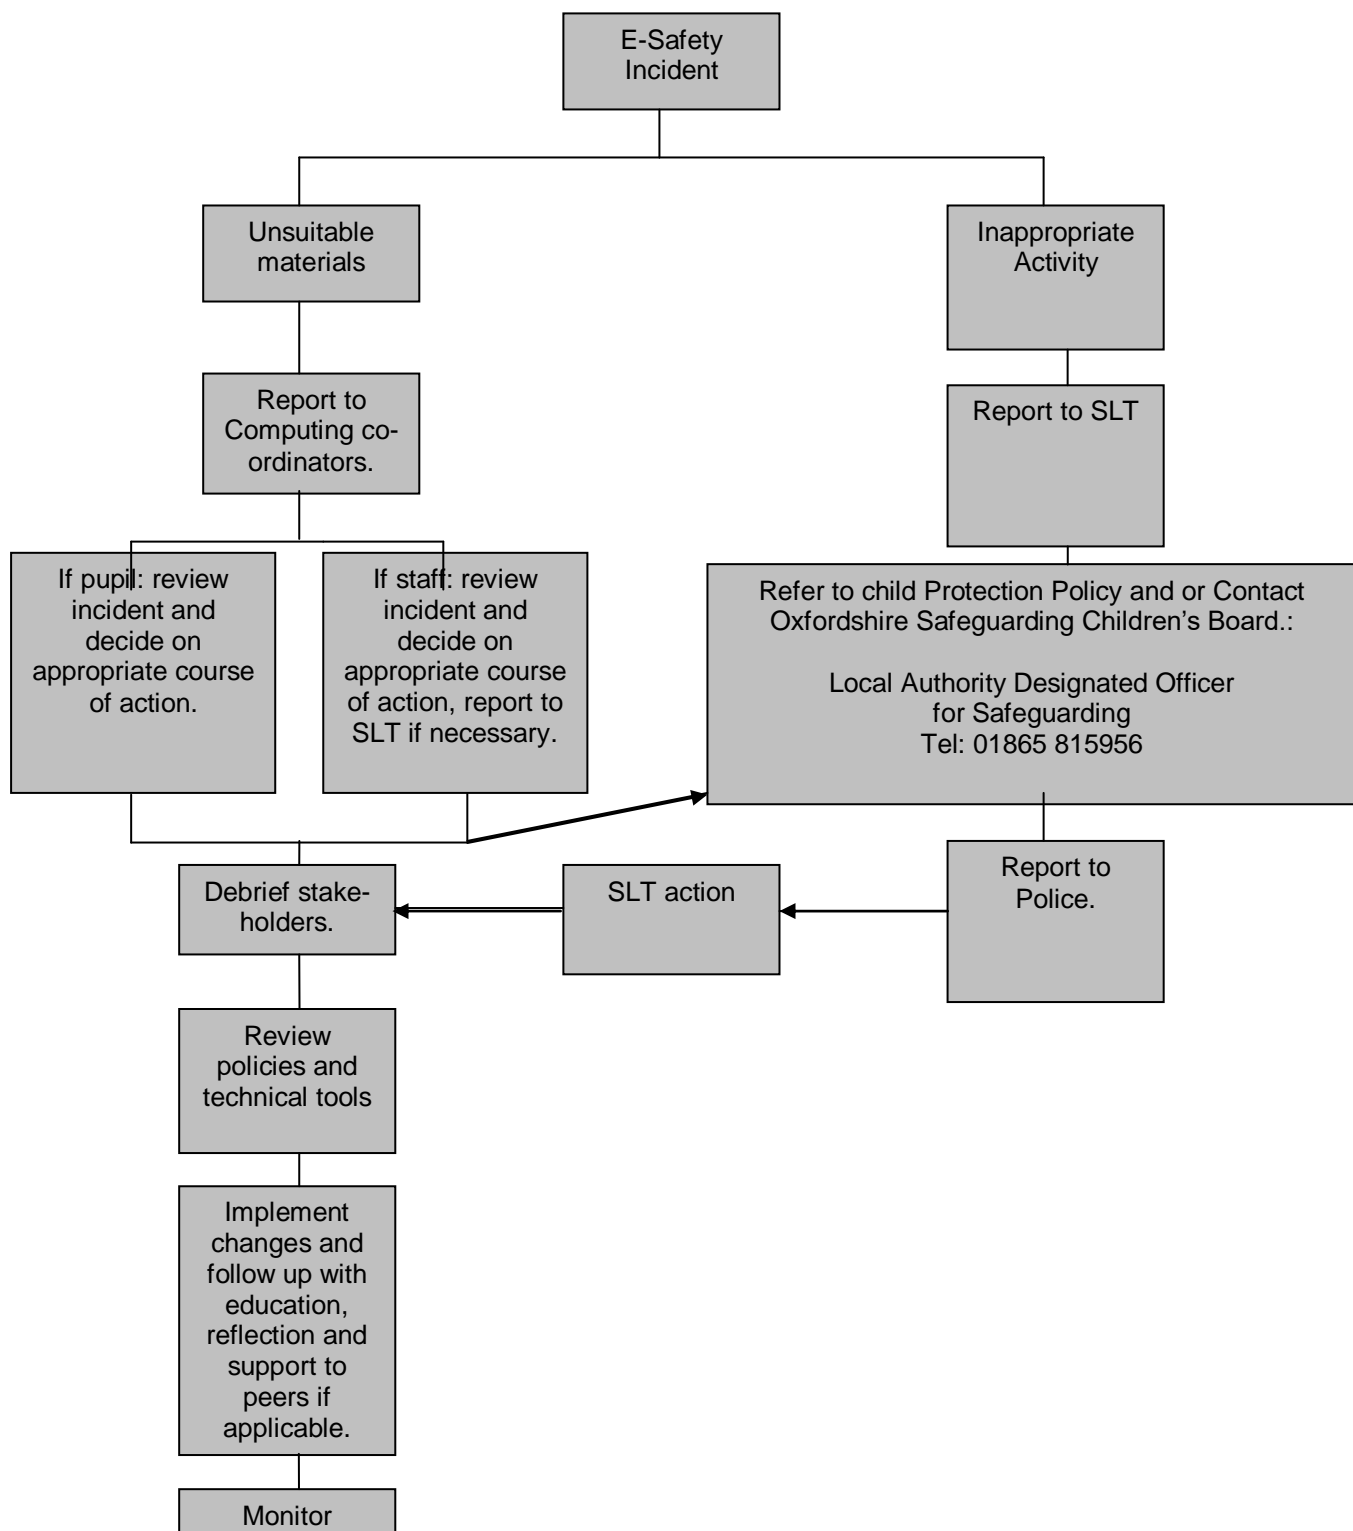 E-Safety
Incident
Unsuitable
materials
Inappropriate
Activity
Report to
Computing co-
ordinators.
Report to SLT
If pupil: review
incident and
decide on
appropriate course
of action.
If staff: review
incident and
decide on
appropriate course
of action, report to
SLT if necessary.
Refer to child Protection Policy and or Contact
Oxfordshire Safeguarding Children’s Board.:
Local Authority Designated Officer
for Safeguarding
Tel: 01865 815956
Debrief stake-
holders.
SLT action
Report to
Police.
Review
policies and
technical tools
Implement
changes and
follow up with
education,
reflection and
support to
peers if
applicable.
Monitor